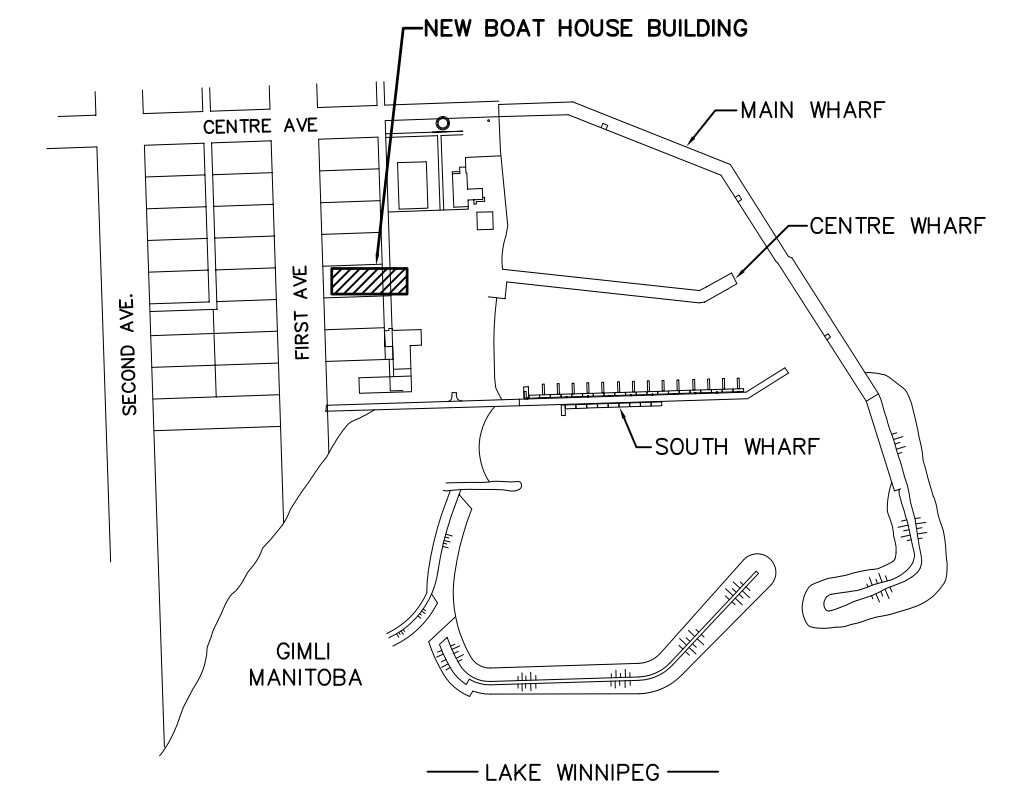 NEW BOAT HOUSE BUILDING
MAIN WHARF
CENTRE AVE
CENTRE WHARF
FIRST AVE
SECOND AVE.
SOUTH WHARF
GIMLI
MANITOBA
LAKE WINNIPEG